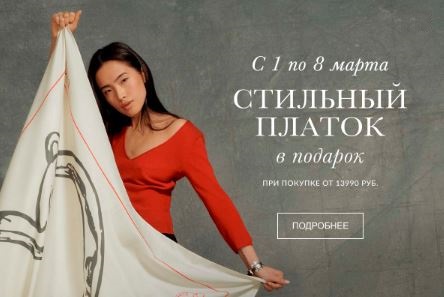 С 1 по 8 марта
СТИЛЬНЫЙ
ПЛАТОК
в подарок
ПРИ ПОКУПКЕ ОТ 13990 РУБ.
ПОДРОБНЕЕ